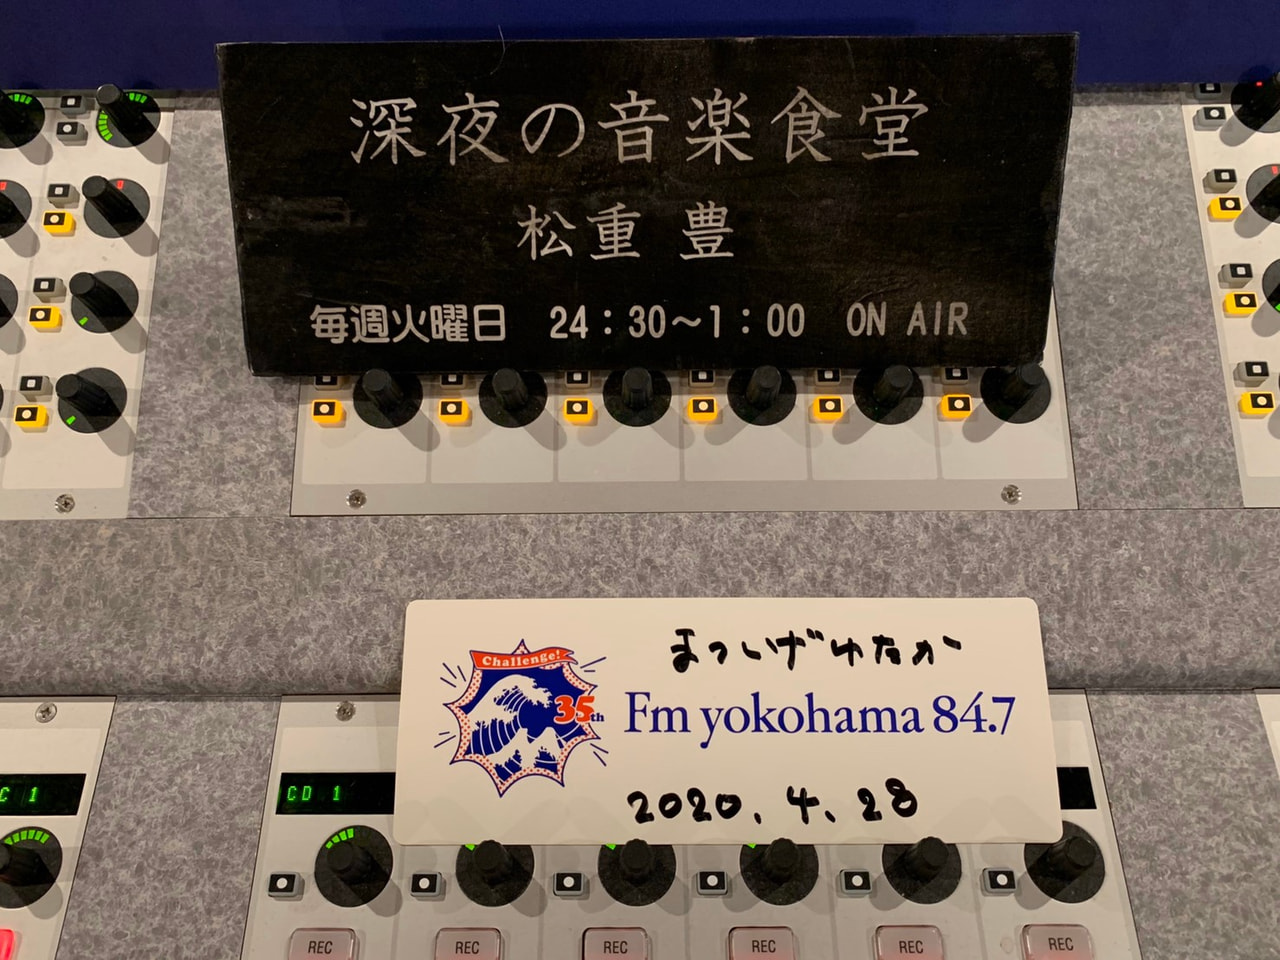 深夜の音楽食堂
松重 豊
毎週火曜日 24:30〜1:00 ON AIR
まつしげゆたか
Challenge!
35th
Fm yokohama 84.7
2020.4.28
C 1
CD 1
REC
REC
REC
REC
REC
REC